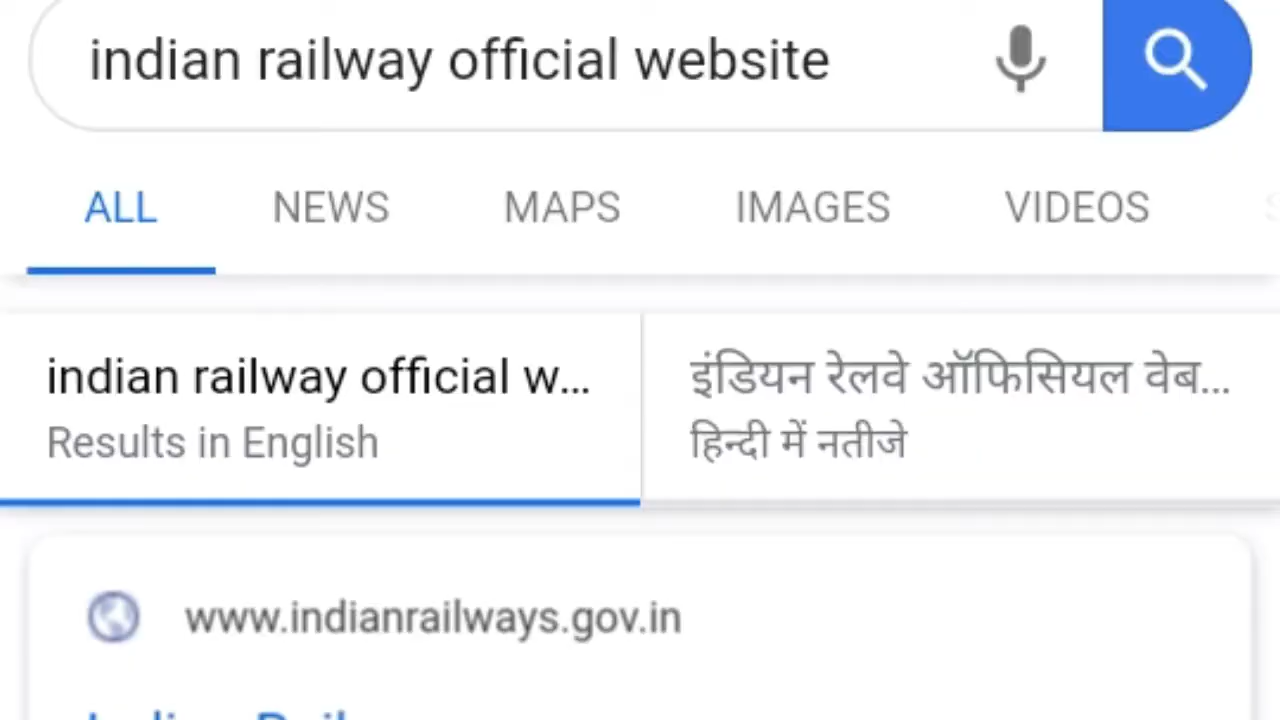 indian railway official website
ALL NEWS MAPS IMAGES VIDEOS
indian railway official w... इंडियन रेलवे ऑफिसियल वेब...
Results in English हिन्दी में नतीजे
www.indianrailways.gov.in